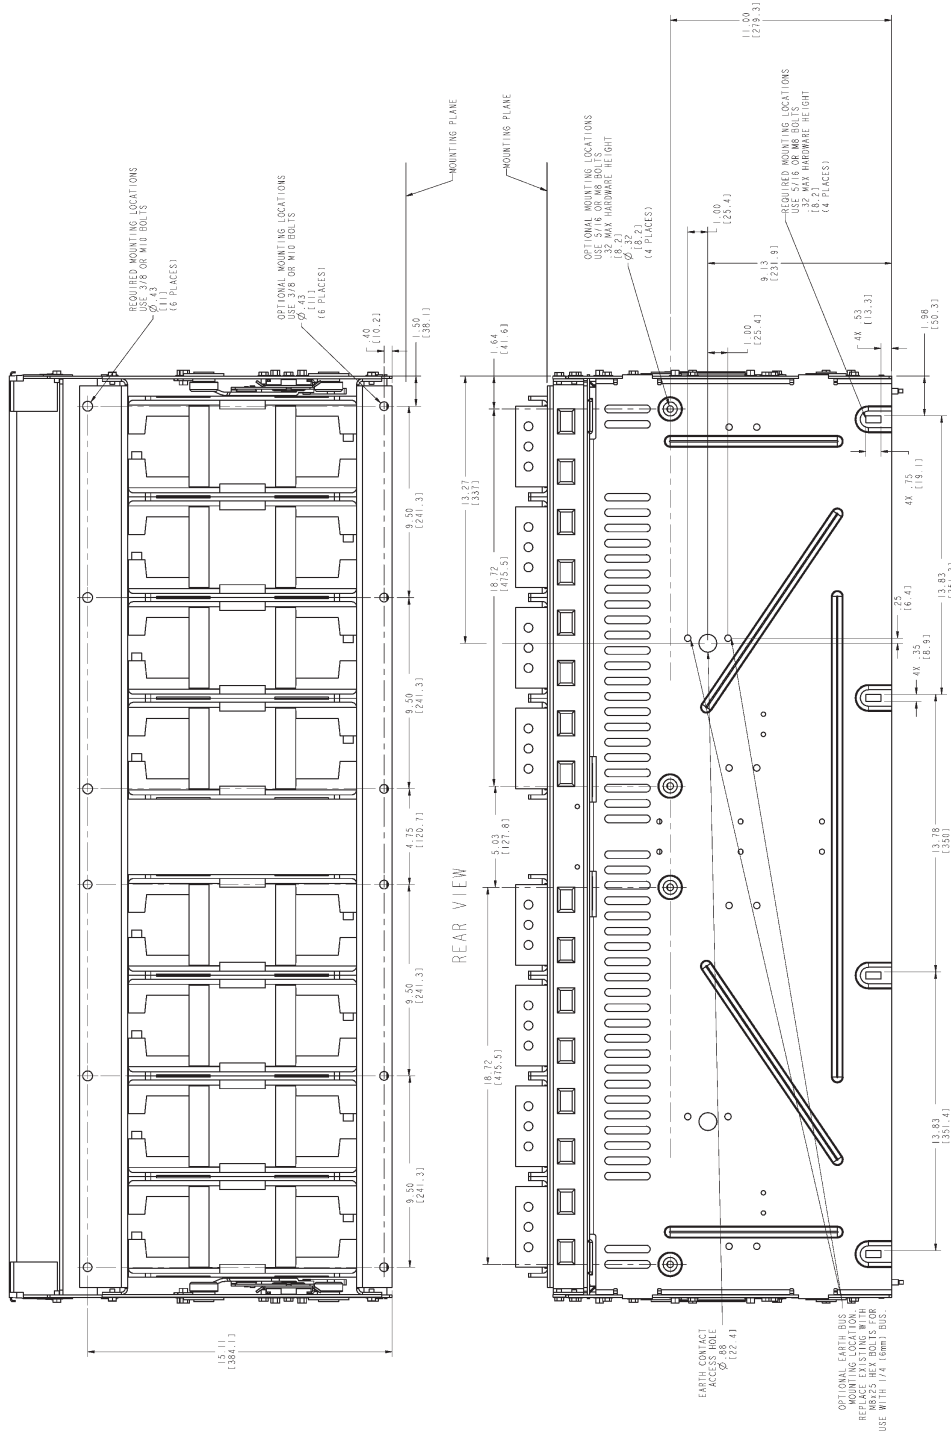 REQUIRED MOUNTING LOCATIONS
USE 3/8 OR M10 BOLTS
Ø.43
[11]
(6 PLACES)
OPTIONAL MOUNTING LOCATIONS
USE 3/8 OR M10 BOLTS
Ø.43
[11]
(6 PLACES)
MOUNTING PLANE
.40
[10.2]
1.50
[38.1]
9.50
[241.3]
9.50
[241.3]
4.75
[120.7]
9.50
[241.3]
9.50
[241.3]
15.11
[384.1]
REAR VIEW
MOUNTING PLANE
OPTIONAL MOUNTING LOCATIONS
USE 5/16 OR M8 BOLTS
.32 MAX HARDWARE HEIGHT
[8.2]
Ø.32
[8.2]
(4 PLACES)
11.00
[279.3]
REQUIRED MOUNTING LOCATIONS
USE 5/16 OR M8 BOLTS
.32 MAX HARDWARE HEIGHT
[8.2]
(4 PLACES)
1.00
[25.4]
9.13
[231.9]
1.00
[25.4]
4X .53
[13.3]
1.98
[50.3]
1.64
[41.6]
13.27
[337]
18.72
[475.5]
5.03
[127.8]
18.72
[475.5]
4X .75
[19.1]
.25
[6.4]
4X .35
[8.9]
13.83
13.78
[350]
13.83
[351.4]
EARTH CONTACT
ACCESS HOLE
Ø.88
[22.4]
OPTIONAL EARTH BUS
MOUNTING LOCATION.
REPLACE EXISTING WITH
M8x25 HEX BOLTS FOR
USE WITH 1/4 [6mm] BUS.